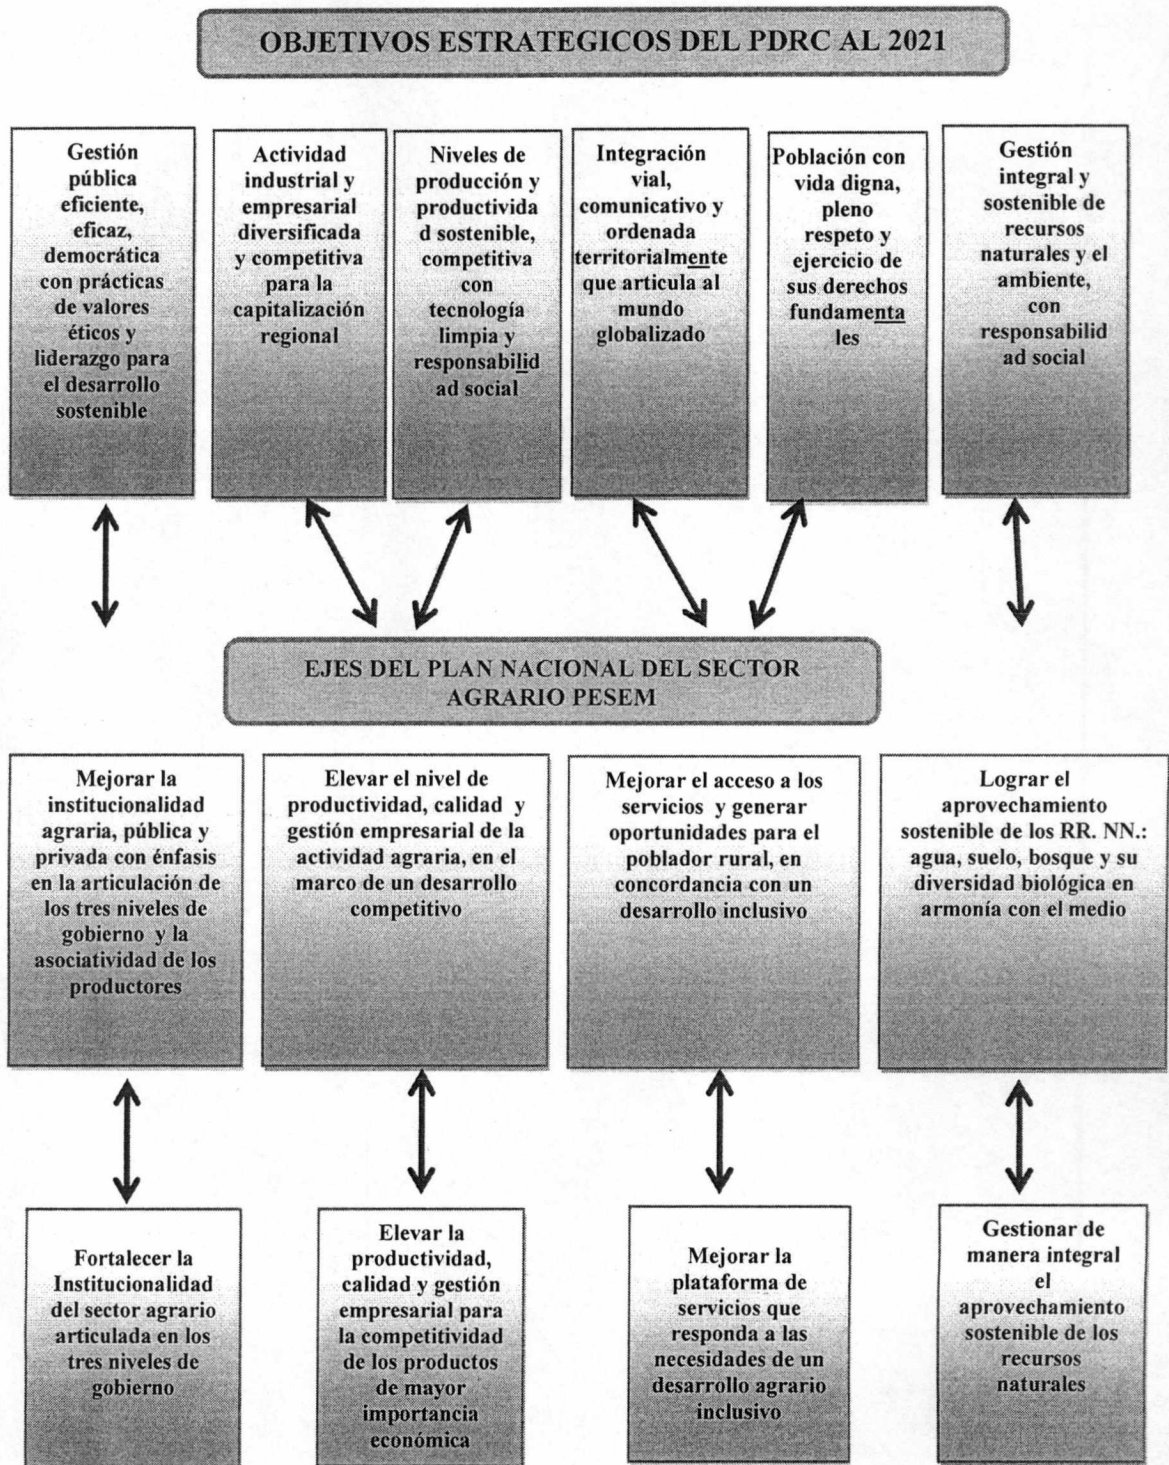 OBJETIVOS ESTRATEGICOS DEL PDRC AL 2021
Gestión
pública
eficiente,
eficaz,
democrática
con prácticas
de valores
éticos y
liderazgo para
el desarrollo
sostenible
Actividad
industrial y
empresarial
diversificada
y competitiva
para la
capitalización
regional
Niveles de
producción y
productivida
d sostenible,
competitiva
con
tecnología
limpia y
responsabilid
ad social
Integración
vial,
comunicativo y
ordenada
territorialmente
que articula al
mundo
globalizado
Población con
vida digna,
pleno
respeto y
ejercicio de
sus derechos
fundamenta
les
Gestión
integral y
sostenible de
recursos
naturales y el
ambiente,
con
responsabilid
ad social
EJES DEL PLAN NACIONAL DEL SECTOR
AGRARIO PESEM
Mejorar la
institucionalidad
agraria, pública y
privada con énfasis
en la articulación de
los tres niveles de
gobierno y la
asociatividad de los
productores
Elevar el nivel de
productividad, calidad y
gestión empresarial de la
actividad agraria, en el
marco de un desarrollo
competitivo
Mejorar el acceso a los
servicios y generar
oportunidades para el
poblador rural, en
concordancia con un
desarrollo inclusivo
Lograr el
aprovechamiento
sostenible de los RR. NN.:
agua, suelo, bosque y su
diversidad biológica en
armonía con el medio
Fortalecer la
Institucionalidad
del sector agrario
articulada en los
tres niveles de
gobierno
Elevar la
productividad,
calidad y gestión
empresarial para
la competitividad
de los productos
de mayor
importancia
económica
Mejorar la
plataforma de
servicios que
responda a las
necesidades de un
desarrollo agrario
inclusivo
Gestionar de
manera integral
el
aprovechamiento
sostenible de los
recursos
naturales